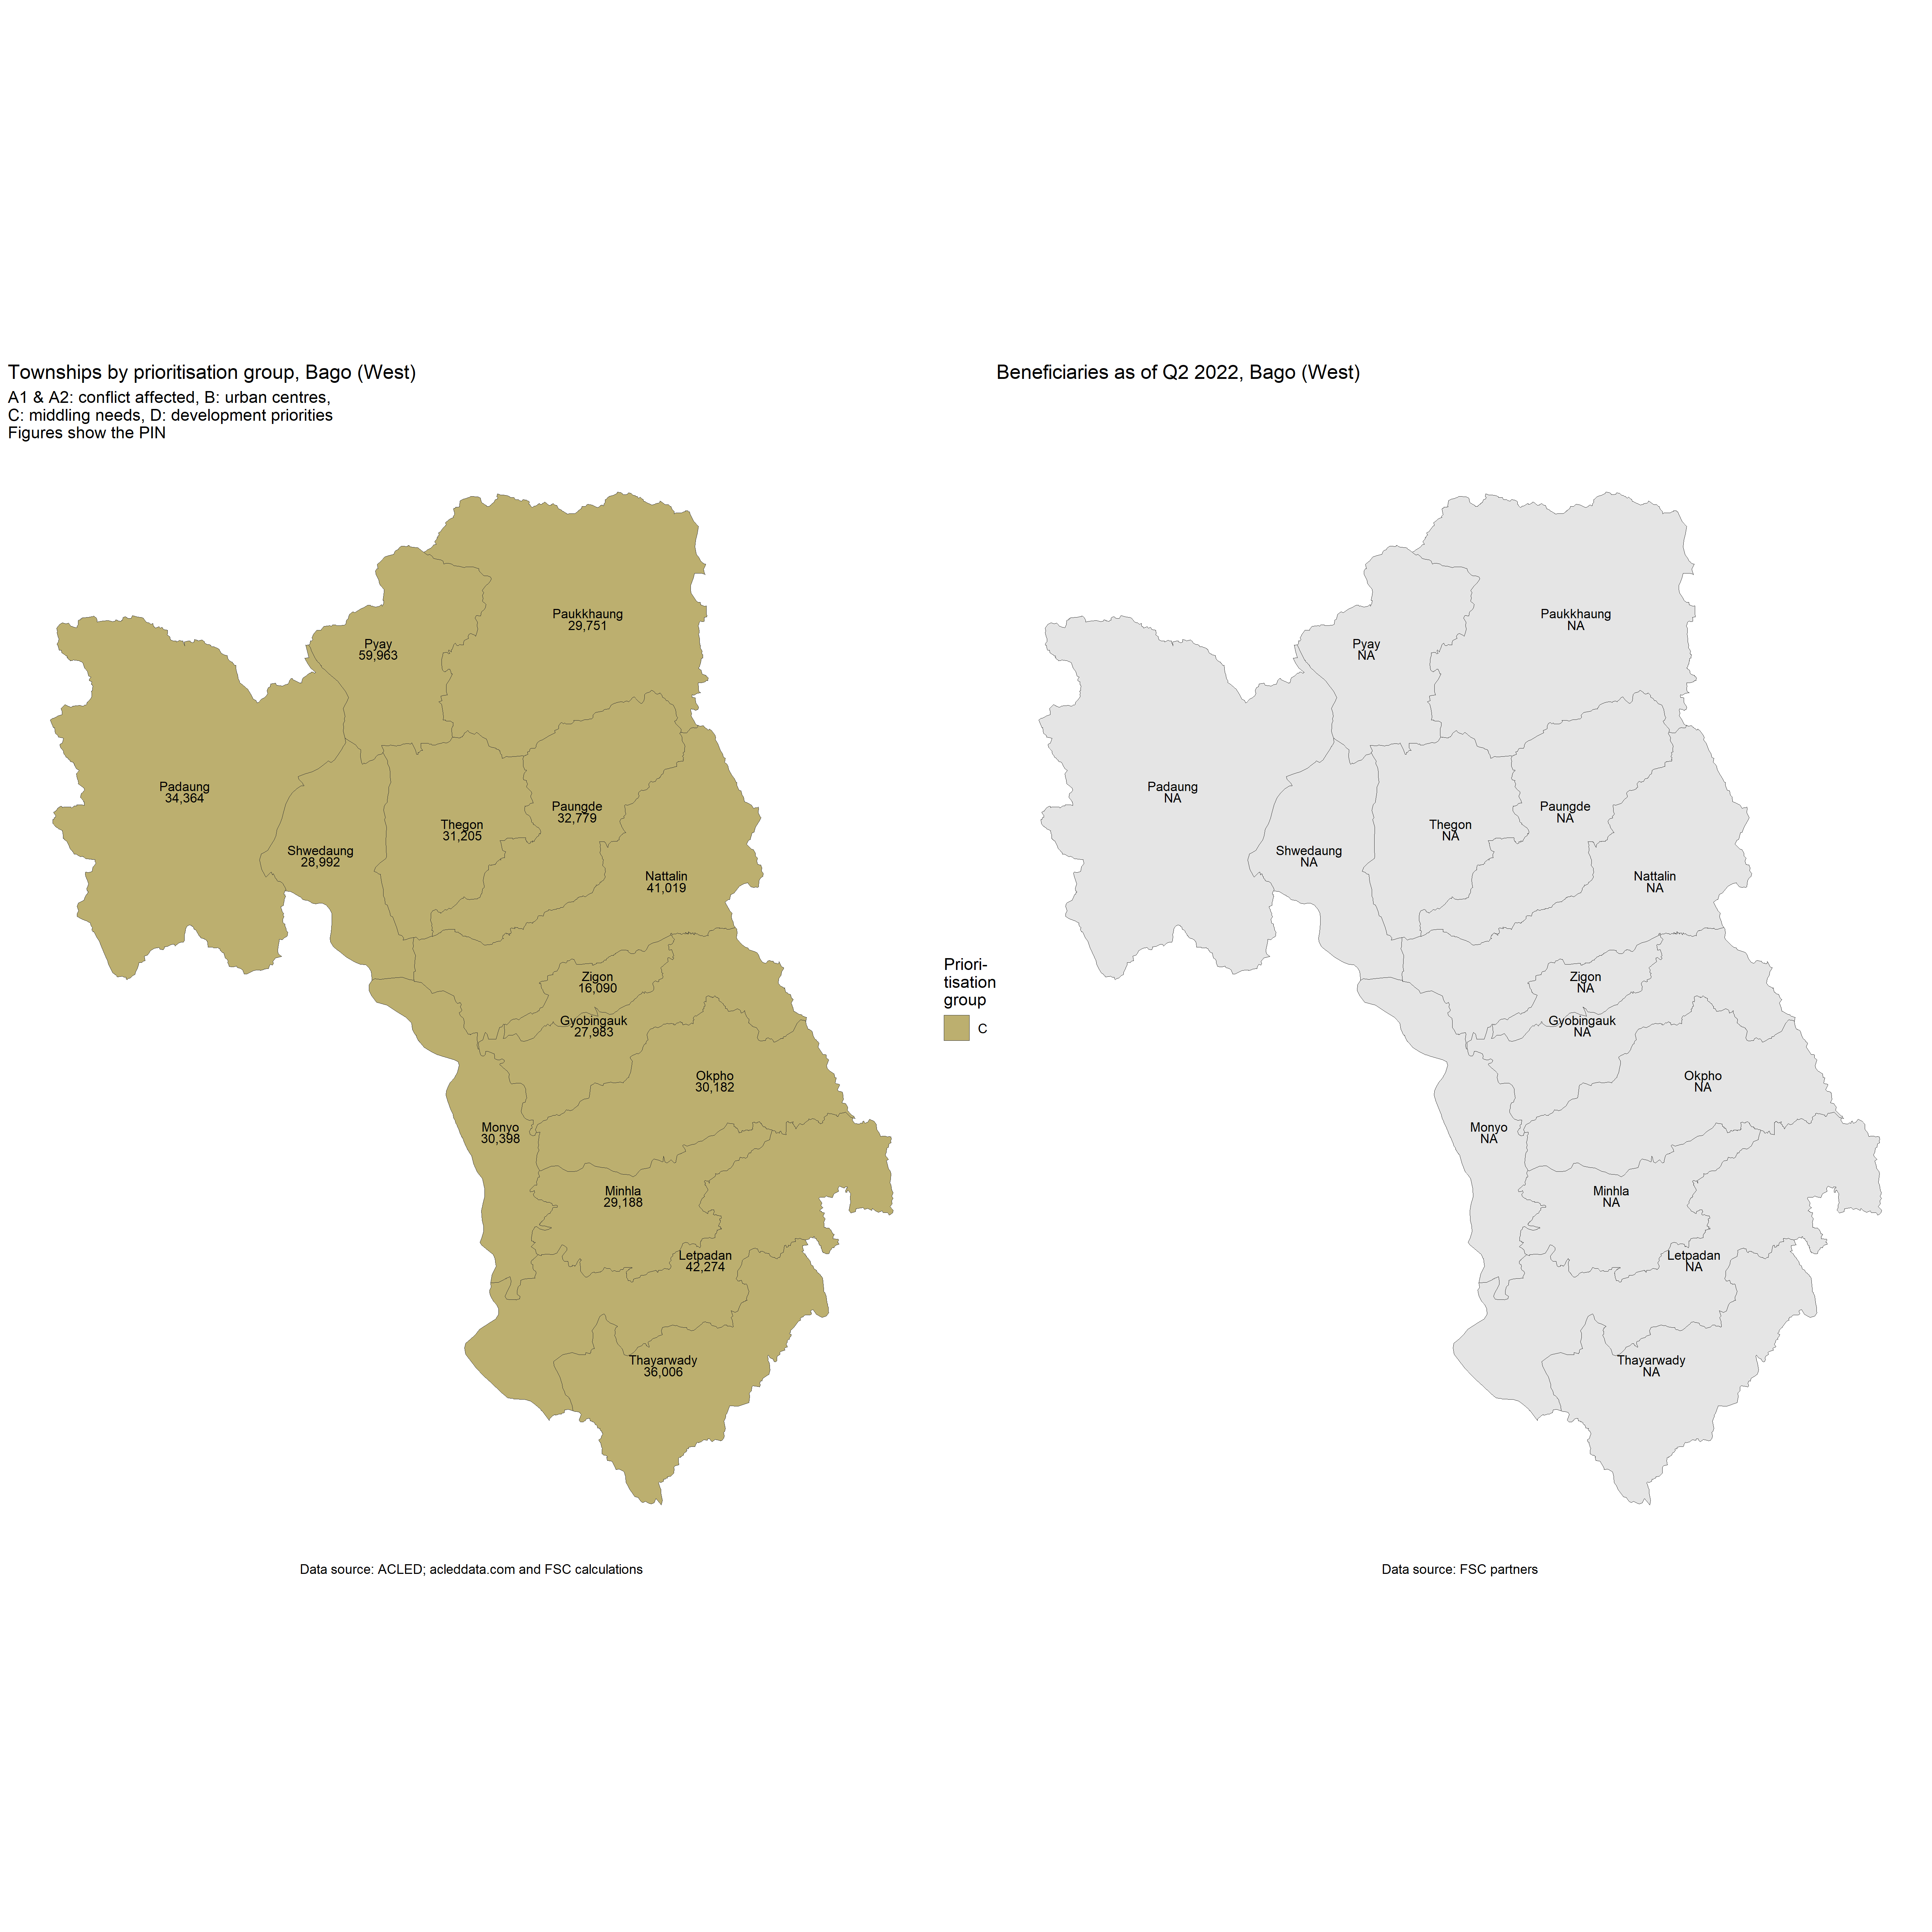 Townships by prioritisation group, Bago (West)
A1 & A2: conflict affected, B: urban centres,
C: middling needs, D: development priorities
Figures show the PIN
Paukkhaung
29,751
Pyay
59,963
Padaung
34,364
Paungde
32,779
Thegon
31,205
Shwedaung
28,992
Nattalin
41,019
Zigon
16,090
Gyobingauk
27,983
Okpho
30,182
Monyo
30,398
Minhla
29,188
Letpadan
42,274
Thayarwady
36,006
Data source: ACLED; acleddata.com and FSC calculations
Priori-
tisation
group
C
Beneficiaries as of Q2 2022, Bago (West)
Paukkhaung
NA
Pyay
NA
Padaung
NA
Paungde
NA
Thegon
NA
Shwedaung
NA
Nattalin
NA
Zigon
NA
Gyobingauk
NA
Okpho
NA
Monyo
NA
Minhla
NA
Letpadan
NA
Thayarwady
NA
Data source: FSC partners